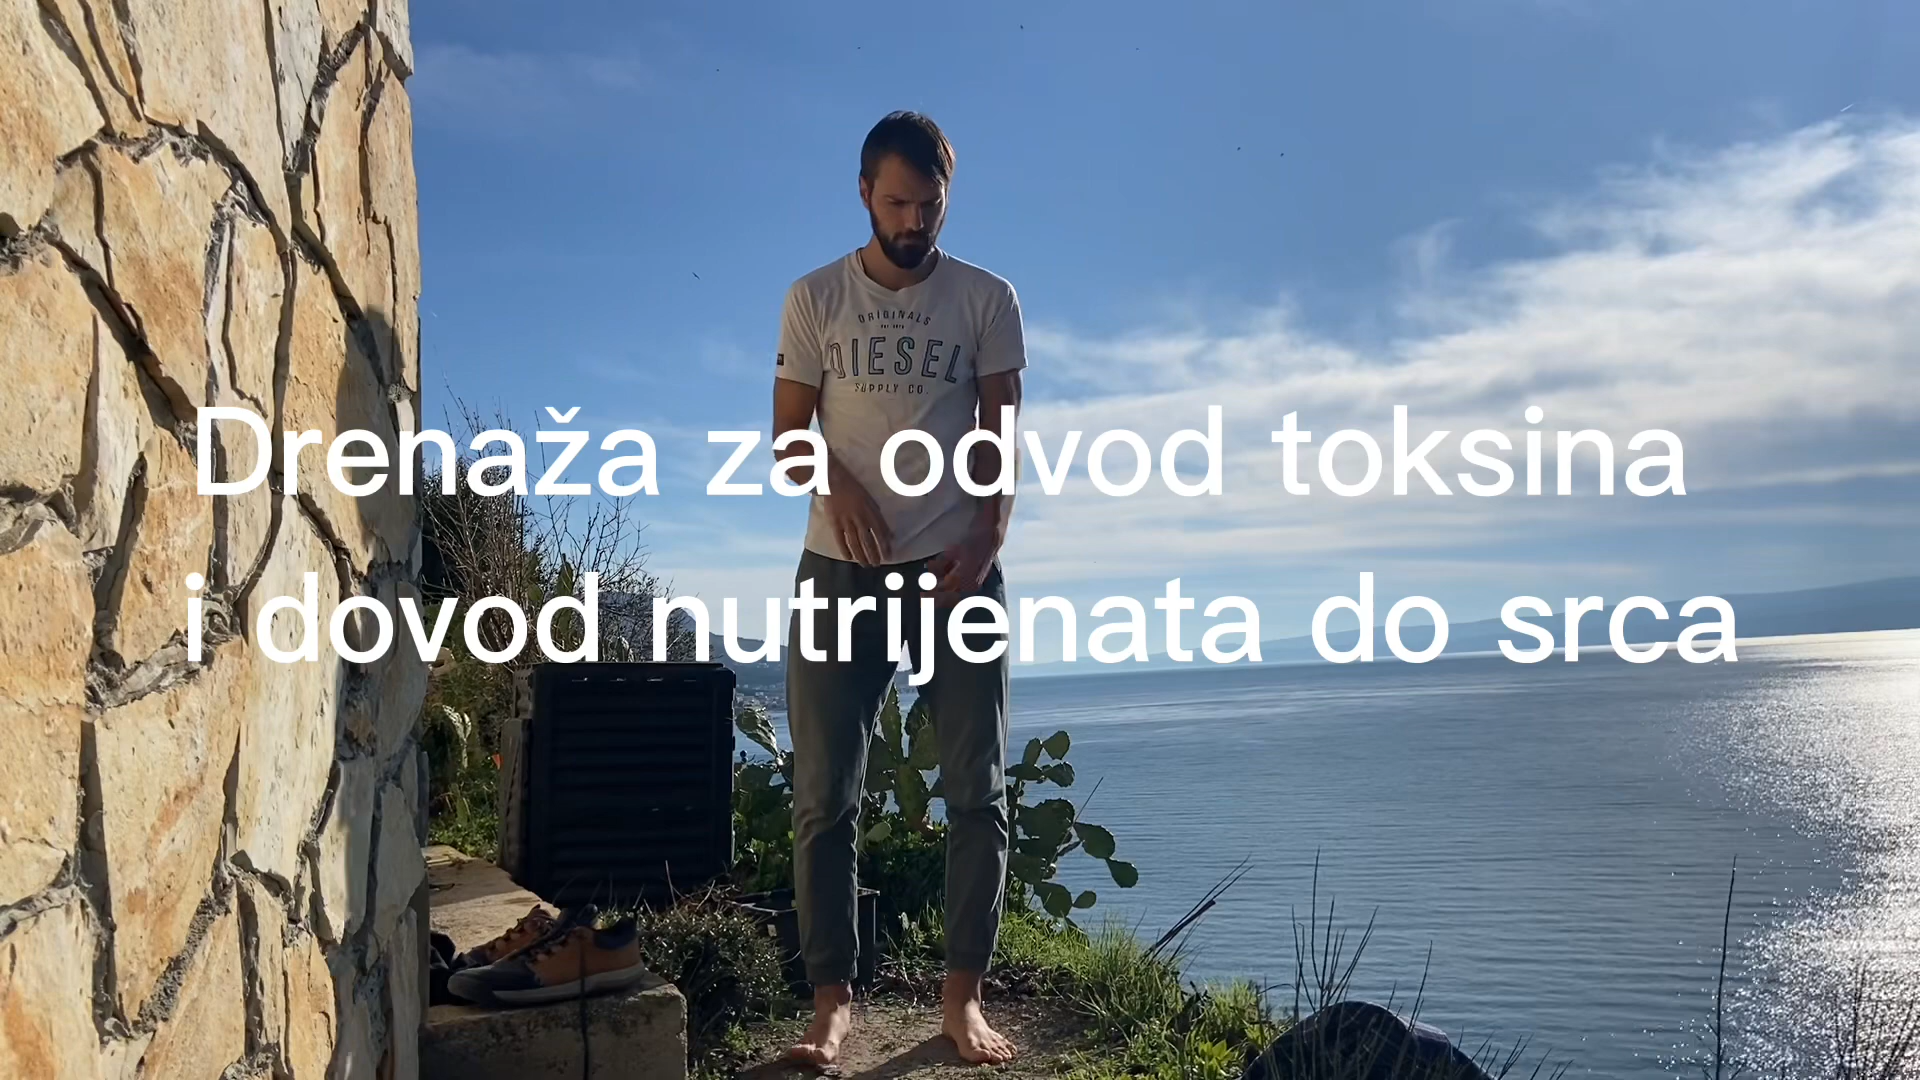 ORIGINALS
DIESEL
SUPPLY CO.
Drenaža za odvod toksina
i dovod nutrijenata do srca